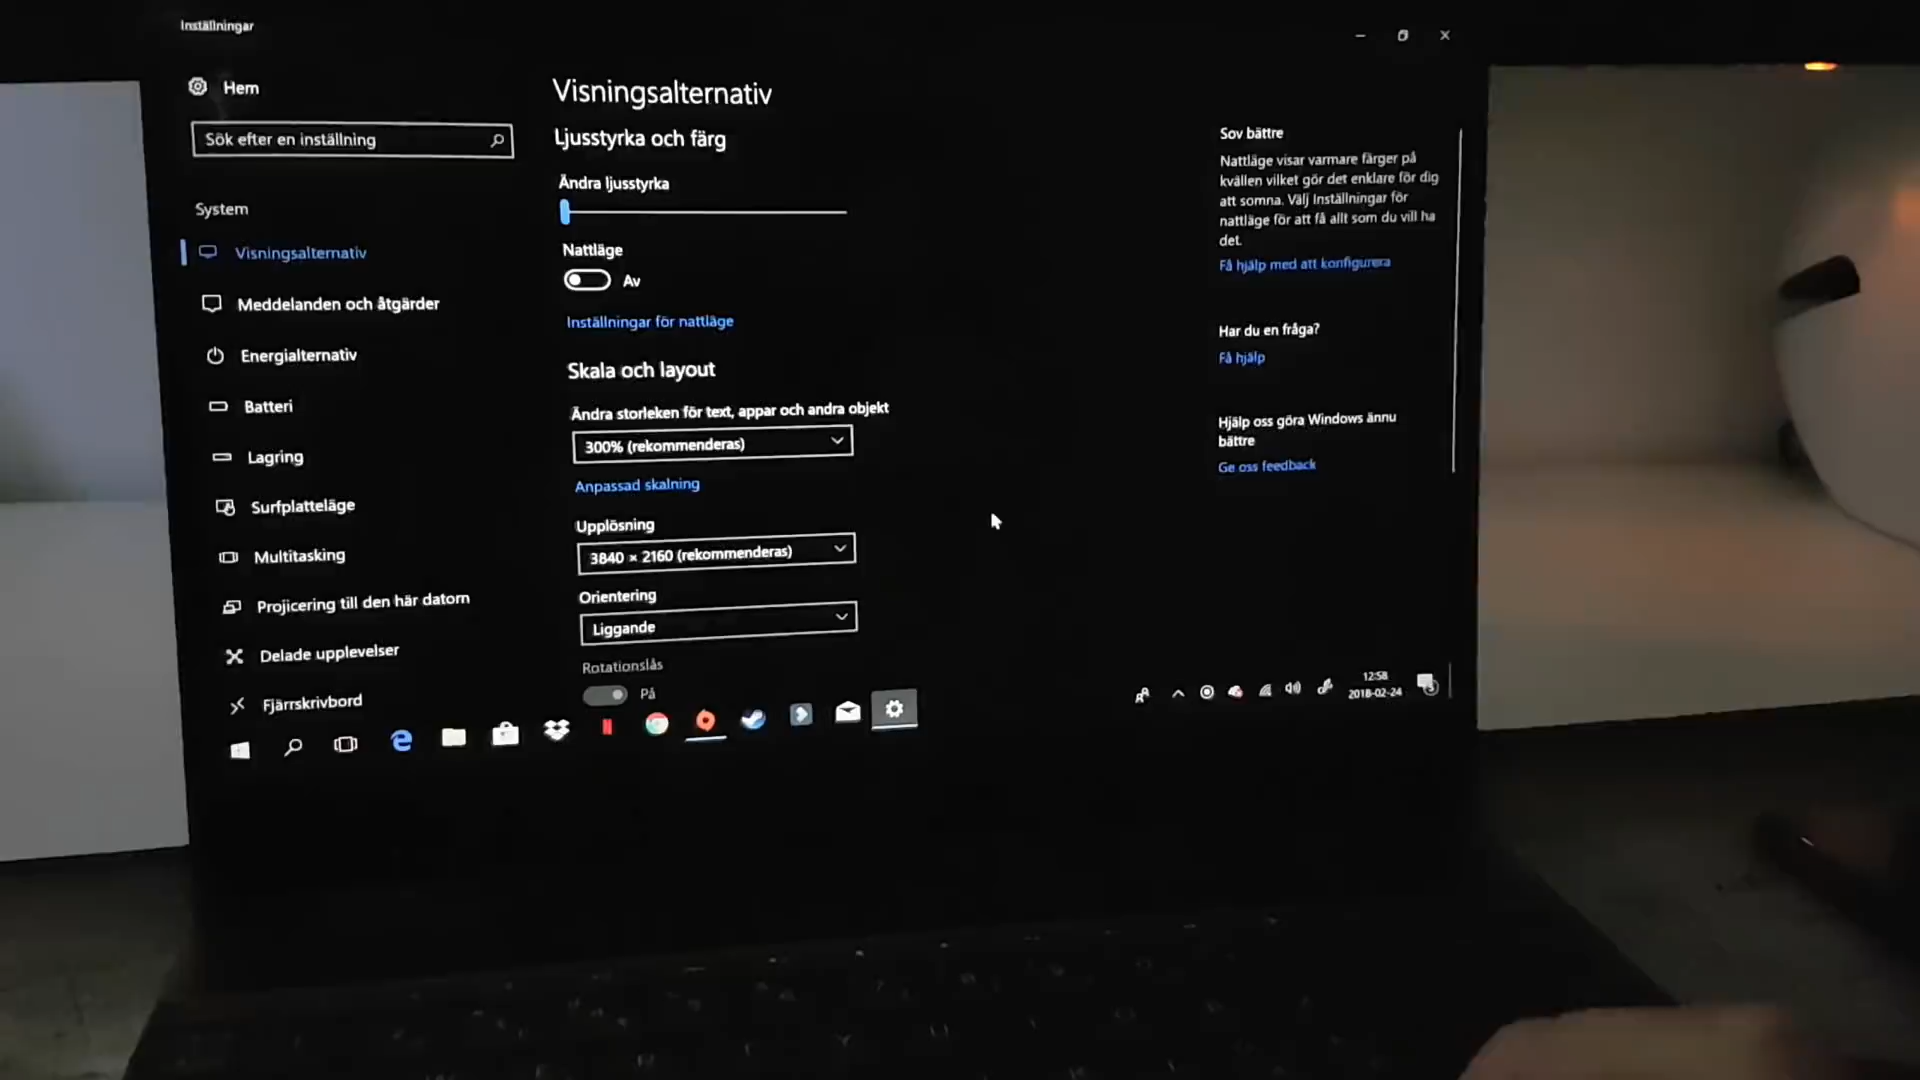 Inställningar
Hem
Sök efter en inställning
System
Visningsalternativ
Meddelanden och åtgärder
Energialternativ
Batteri
Lagring
Surfplatteläge
Multitasking
Projicering till den här datorn
Delade upplevelser
Fjärrskrivbord
Visningsalternativ
Ljusstyrka och färg
Ändra ljusstyrka
Nattläge
Av
Inställningar för nattläge
Skala och layout
Ändra storleken för text, appar och andra objekt
300% (rekommenderas)
Anpassad skalning
Upplösning
3840 × 2160 (rekommenderas)
Orientering
Liggande
Rotationslås
På
Sov bättre
Nattläge visar varmare färger på
kvällen vilket gör det enklare för dig
att somna. Välj Inställningar för
nattläge för att få allt som du vill ha
det.
Få hjälp med att konfigurera
Har du en fråga?
Få hjälp
Hjälp oss göra Windows ännu
bättre
Ge oss feedback
12:58
2018-02-24